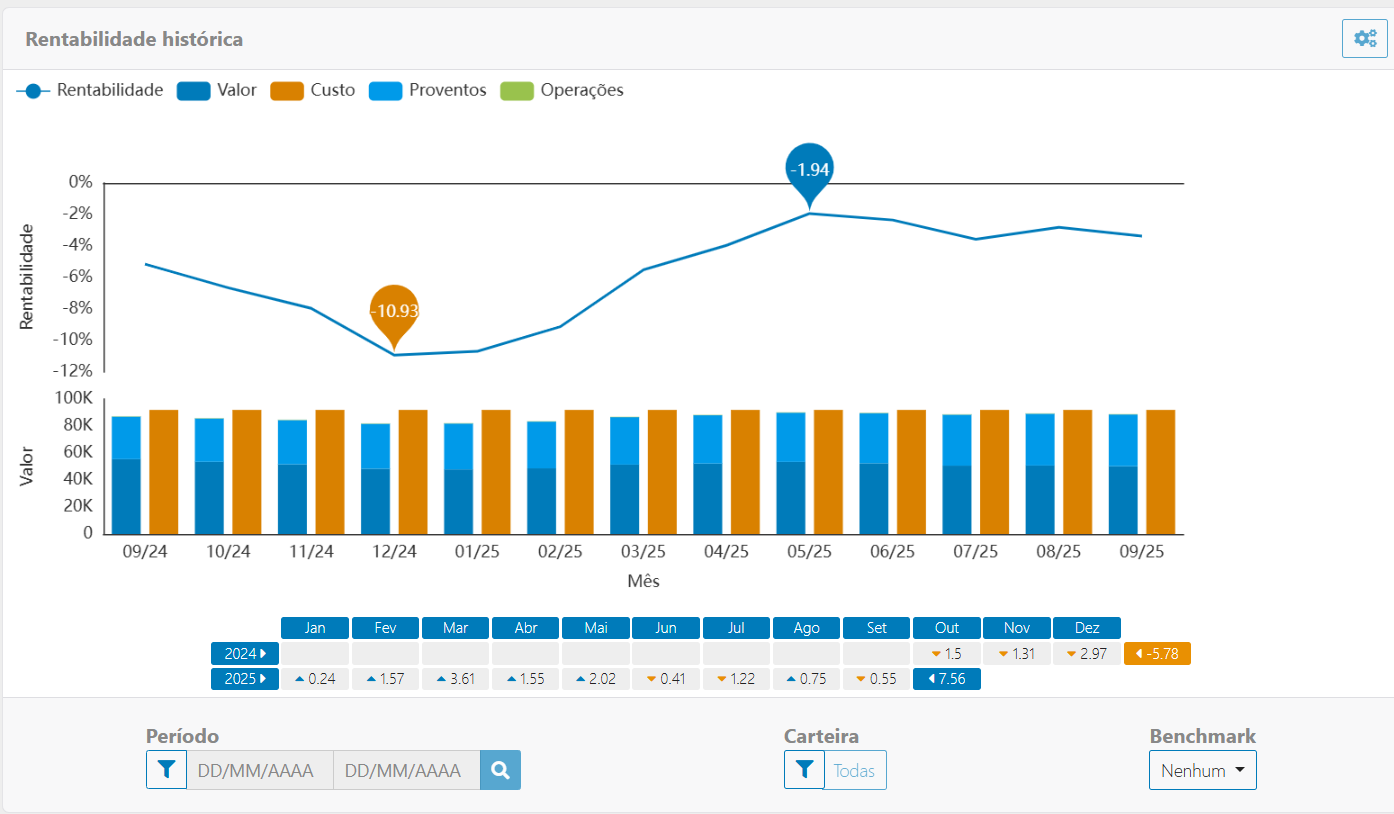 Rentabilidade histórica
Rentabilidade Valor Custo Proventos Operações
-1.94
0%
-2%
-4%
-6%
-8%
-10%
-12%
Rentabilidade
-10.93
100K
80K
60K
40K
20K
0
Valor
09/24 10/24 11/24 12/24 01/25 02/25 03/25 04/25 05/25 06/25 07/25 08/25 09/25
Mês
Jan Fev Mar Abr Mai Jun Jul Ago Set Out Nov Dez
2024 1.5 1.31 2.97 -5.78
2025 0.24 1.57 3.61 1.55 2.02 0.41 1.22 0.75 0.55 7.56
Período Carteira Benchmark
DD/MM/AAAA DD/MM/AAAA Todas Nenhum